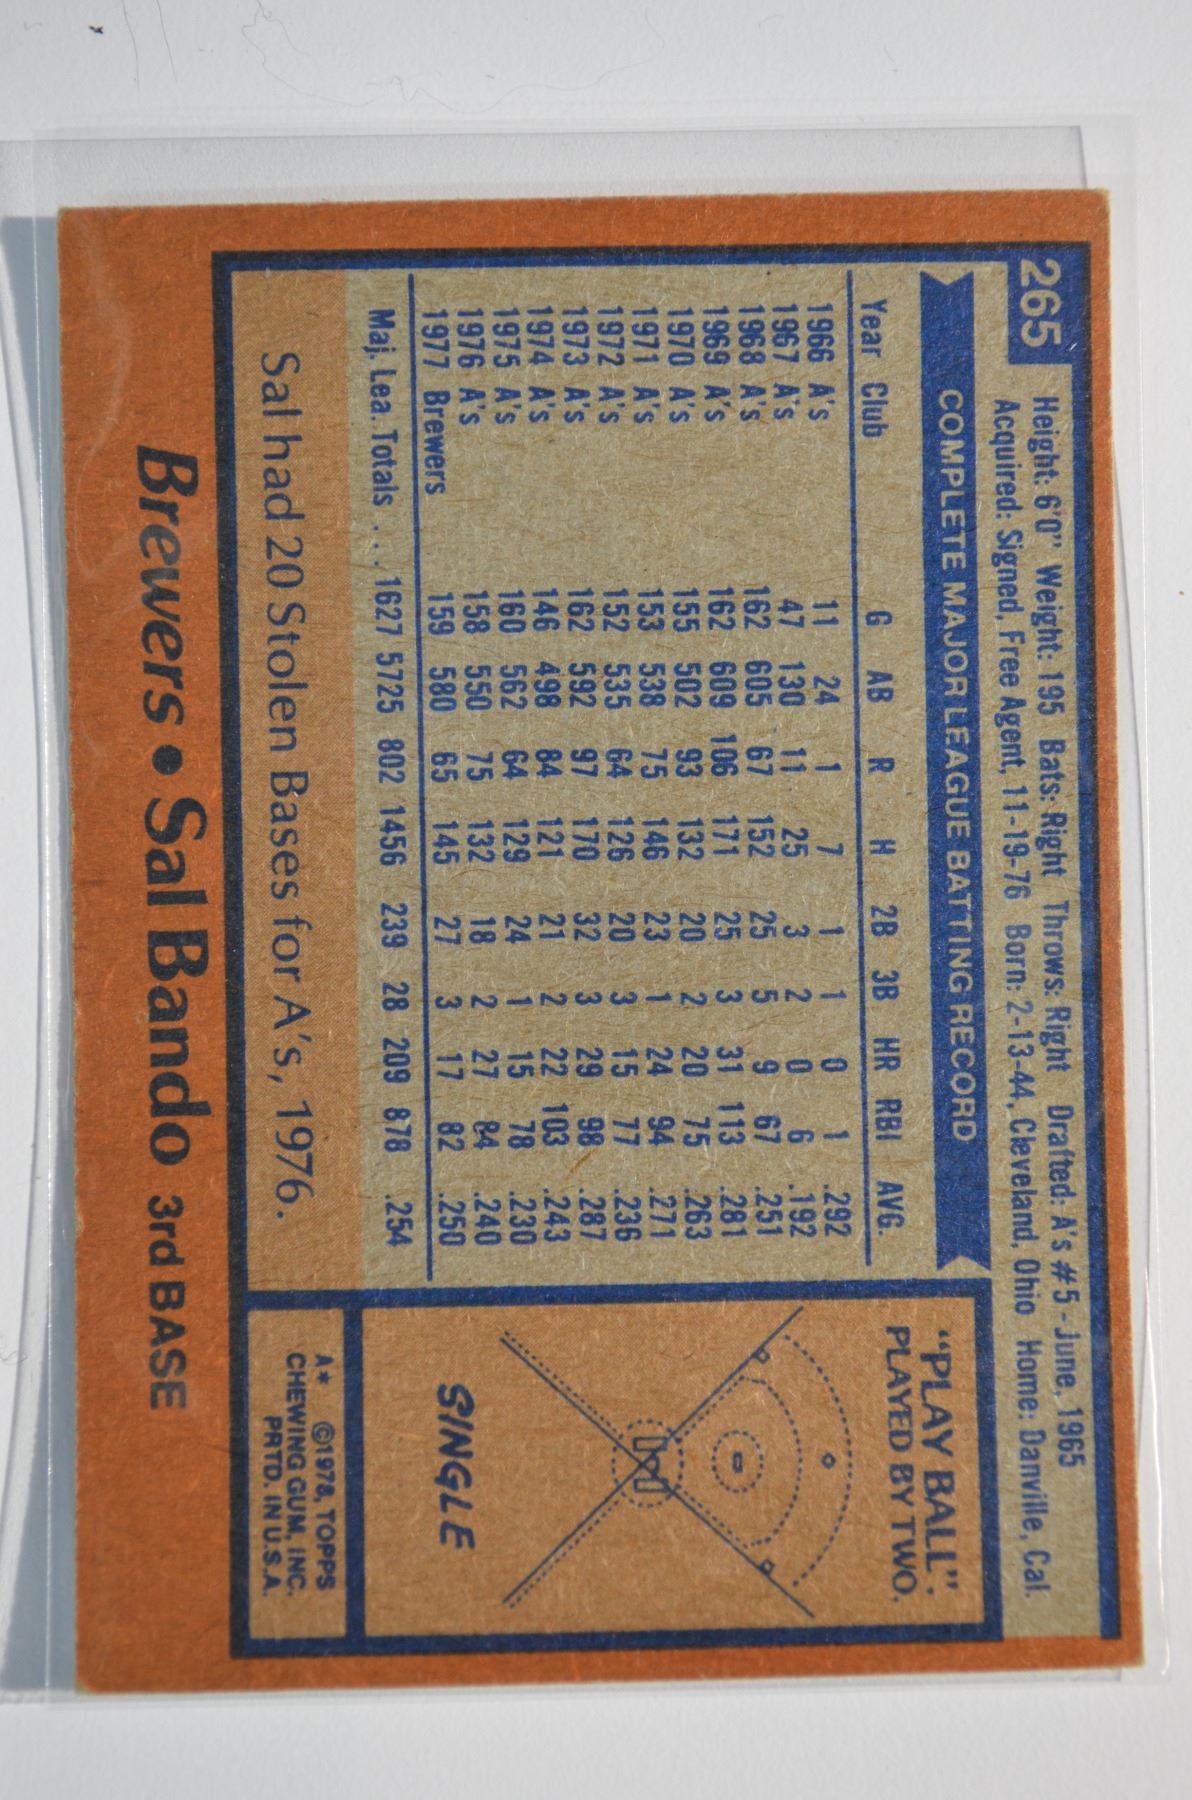 265
Height: 6'0" Weight: 195 Bats: Right Throws: Right Drafted: A's #5-June, 1965
Acquired: Signed, Free Agent, 11-19-76 Born: 2-13-44, Cleveland, Ohio Home: Danville, Cal.
COMPLETE MAJOR LEAGUE BATTING RECORD
Year Club G AB R H 2B 3B HR RBI AVG.
1966 A's 11 24 1 7 1 1 0 1 .292
1967 A's 47 130 11 25 3 2 0 6 .192
1968 A's 162 605 67 152 25 5 9 67 .251
1969 A's 162 609 106 171 25 3 31 113 .281
1970 A's 155 502 93 132 20 2 20 75 .263
1971 A's 153 538 75 146 23 1 24 94 .271
1972 A's 152 535 64 126 20 3 15 77 .236
1973 A's 162 592 97 170 32 3 29 98 .287
1974 A's 146 498 84 121 21 2 22 103 .243
1975 A's 160 562 64 129 24 1 15 78 .230
1976 A's 158 550 75 132 18 2 27 84 .240
1977 Brewers 159 580 65 145 27 3 17 82 .250
Maj. Lea. Totals ... 1627 5725 802 1456 239 28 209 878 .254
Sal had 20 Stolen Bases for A's, 1976.
"PLAY BALL".
PLAYED BY TWO.
SINGLE
A* ©1978, TOPPS
CHEWING GUM, INC.
PRTD. IN U.S.A.
Brewers • Sal Bando 3rd BASE